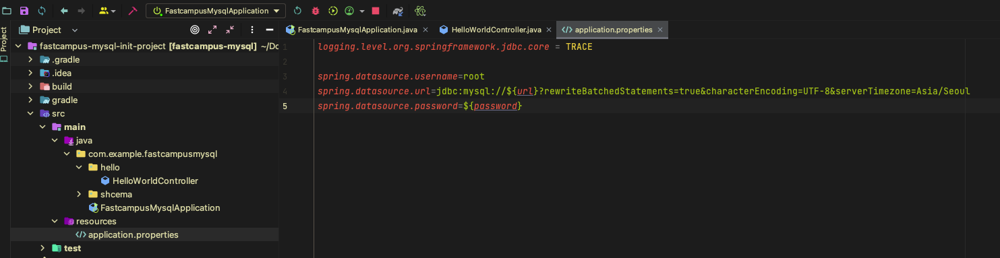 FastcampusMysqlApplication
Project
Project
FastcampusMysqlApplication.java
HelloWorldController.java
application.properties
fastcampus-mysql-init-project [fastcampus-mysql] ~/Do
.gradle
.idea
build
gradle
src
main
java
com.example.fastcampusmysql
hello
HelloWorldController
shcema
FastcampusMysqlApplication
resources
application.properties
test
1 logging.level.org.springframework.jdbc.core = TRACE
2
3 spring.datasource.username=root
4 spring.datasource.url=jdbc:mysql://${url}?rewriteBatchedStatements=true&characterEncoding=UTF-8&serverTimezone=Asia/Seoul
5 spring.datasource.password=${password}